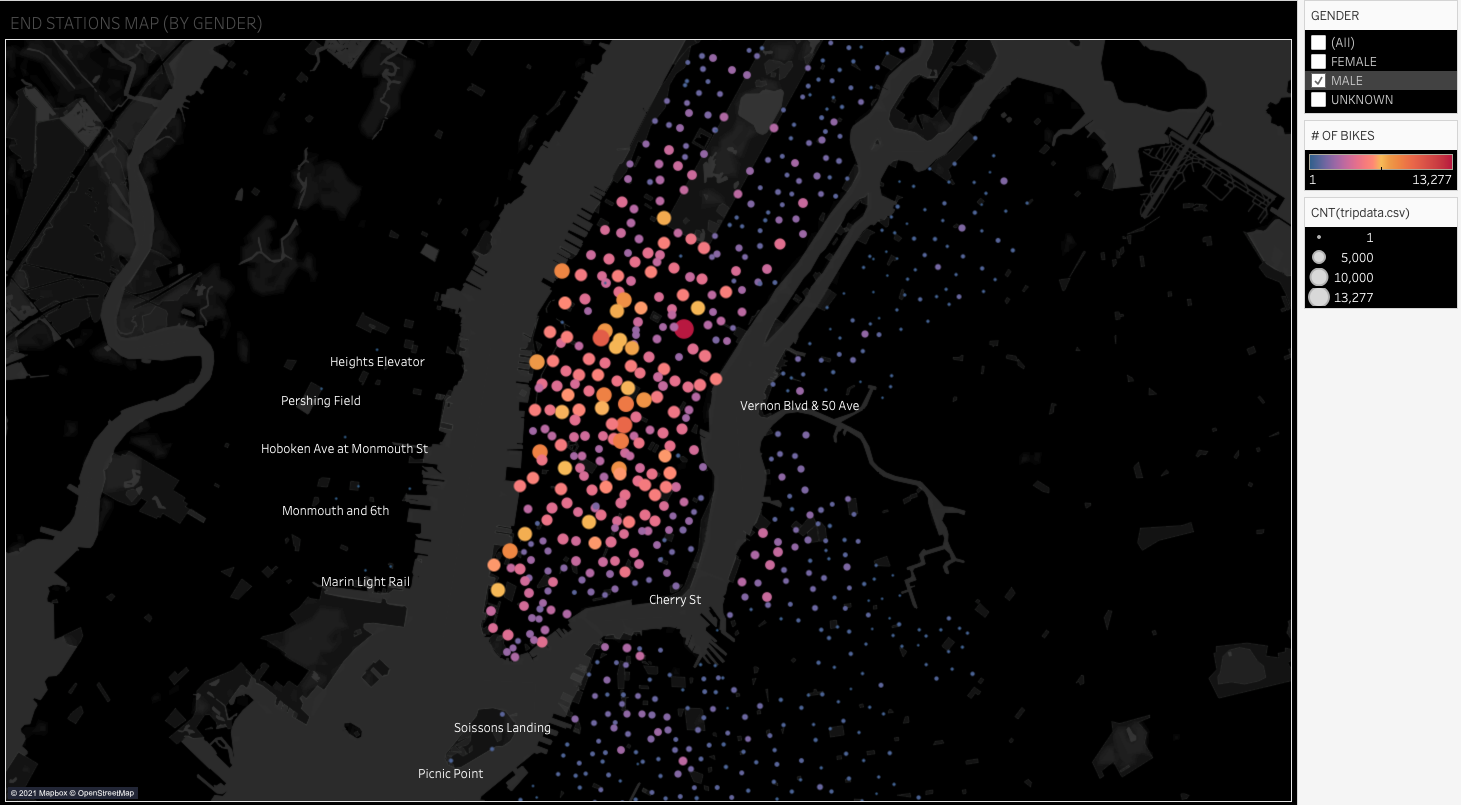 END STATIONS MAP (BY GENDER)
Heights Elevator
Pershing Field
Vernon Blvd & 50 Ave
Hoboken Ave at Monmouth St
Monmouth and 6th
Marin Light Rail
Cherry St
Soissons Landing
Picnic Point
© 2021 Mapbox © OpenStreetMap
GENDER
(All)
FEMALE
MALE
UNKNOWN
# OF BIKES
1 13,277
CNT(tripdata.csv)
1
5,000
10,000
13,277